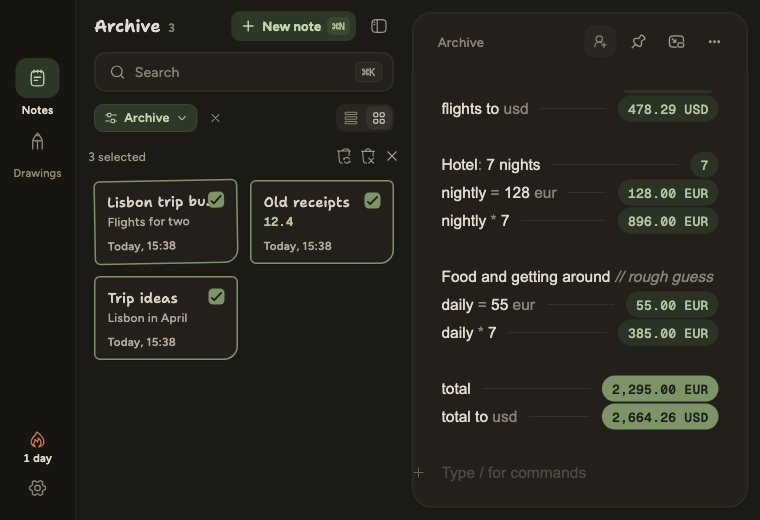 Archive 3
New note ⌘N
Search ⌘K
Archive
3 selected
Notes
Drawings
Lisbon trip bu...
Flights for two
Today, 15:38
Old receipts
12.4
Today, 15:38
Trip ideas
Lisbon in April
Today, 15:38
1 day
Archive
flights to usd 478.29 USD
Hotel: 7 nights 7
nightly = 128 eur 128.00 EUR
nightly * 7 896.00 EUR
Food and getting around // rough guess
daily = 55 eur 55.00 EUR
daily * 7 385.00 EUR
total 2,295.00 EUR
total to usd 2,664.26 USD
Type / for commands